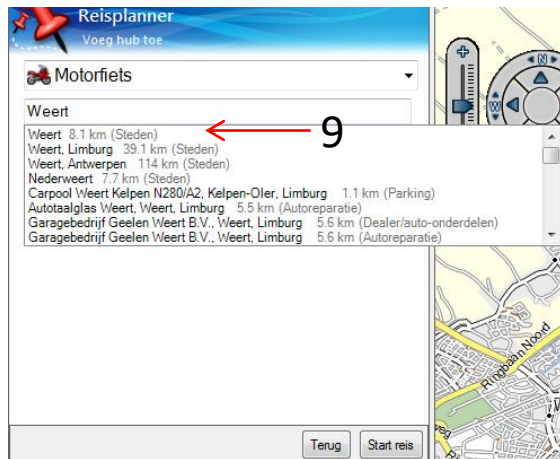 Reisplanner
Voeg hub toe
Motorfiets
Weert
Weert 8.1 km (Steden)
Weert, Limburg 39.1 km (Steden)
Weert, Antwerpen 114 km (Steden)
Nederweert 7.7 km (Steden)
Carpool Weert Kelpen N280/A2, Kelpen-Oler, Limburg 1.1 km (Parking)
Autotaalglas Weert, Weert, Limburg 5.5 km (Autoreparatie)
Garagebedrijf Geelen Weert B.V., Weert, Limburg 5.6 km (Dealer/auto-onderdelen)
Garagebedrijf Geelen Weert B.V., Weert, Limburg 5.6 km (Autoreparatie)
9
N
W
Ringbaan Noord
Terug
Start reis